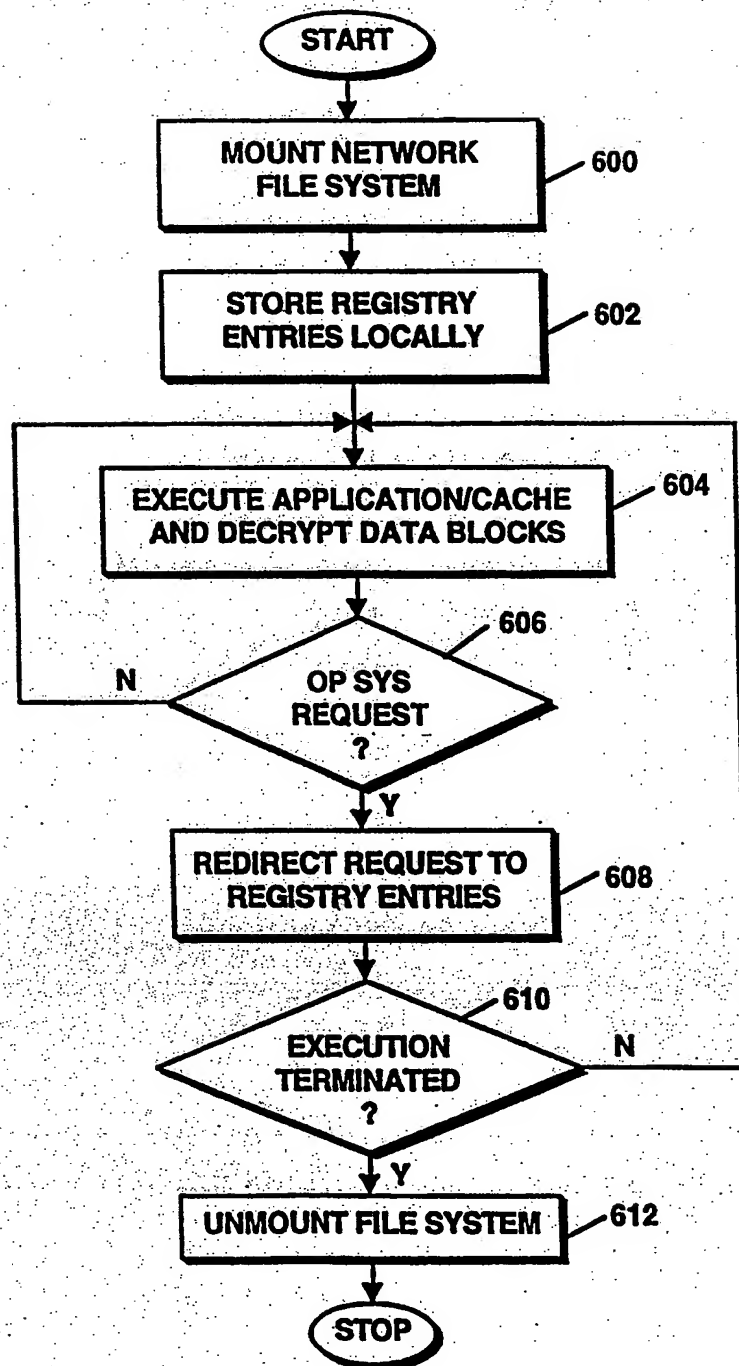 START
MOUNT NETWORK
FILE SYSTEM
600
STORE REGISTRY
ENTRIES LOCALLY
602
EXECUTE APPLICATION/CACHE
AND DECRYPT DATA BLOCKS
604
606
OP SYS
REQUEST
?
N
Y
REDIRECT REQUEST TO
REGISTRY ENTRIES
608
610
EXECUTION
TERMINATED
?
N
Y
UNMOUNT FILE SYSTEM
612
STOP